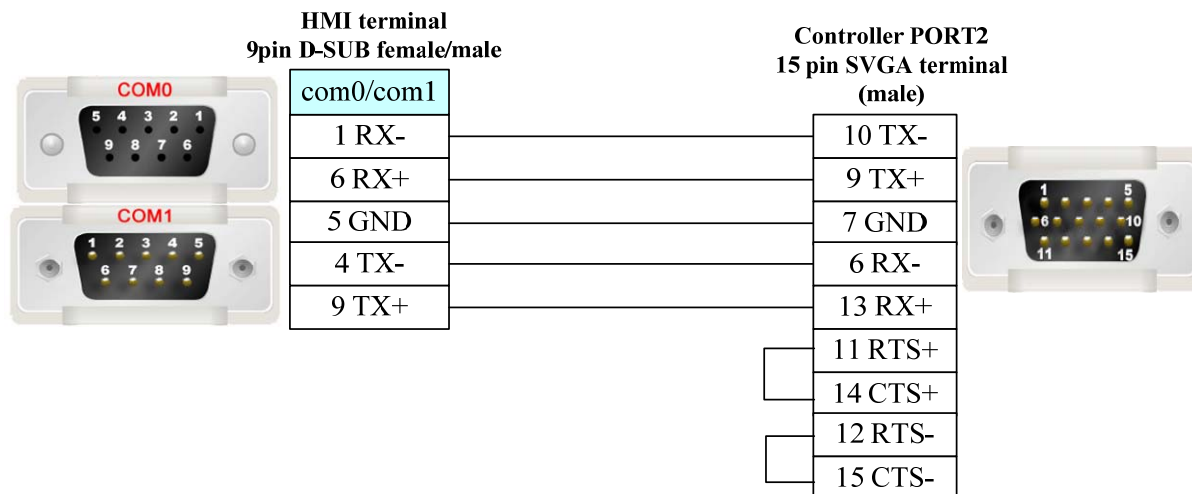 HMI terminal
9pin D-SUB female/male
Controller PORT2
15 pin SVGA terminal
(male)
COM0
5 4 3 2 1
9 8 7 6
COM1
1 2 3 4 5
6 7 8 9
com0/com1
1 RX-
6 RX+
5 GND
4 TX-
9 TX+
10 TX-
9 TX+
7 GND
6 RX-
13 RX+
11 RTS+
14 CTS+
12 RTS-
15 CTS-
1 5
6 10
11 15